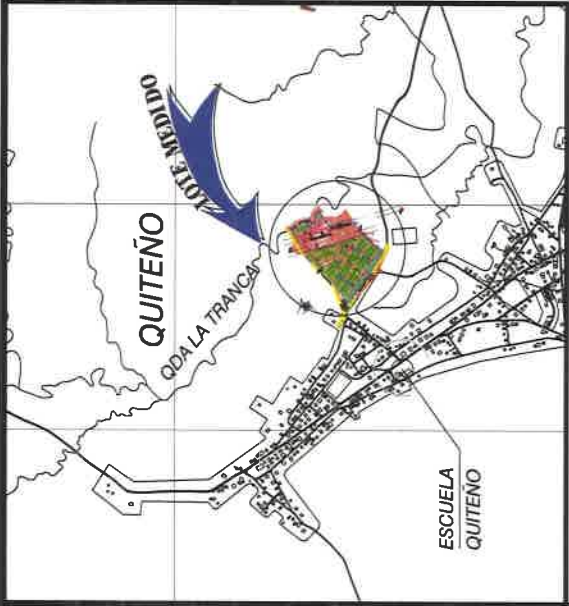 LOTE MEDIDO
QUITEÑO
QDA LA TRANCA
ESCUELA
QUITEÑO